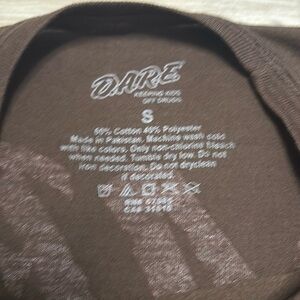 DARE
KEEPING KIDS
OFF DRUGS
S
60% Cotton 40% Polyester
Made in Pakistan. Machine wash cold
with like colors. Only non-chlorine bleach
when needed. Tumble dry low. Do not
iron decoration. Do not dryclean
if decorated.